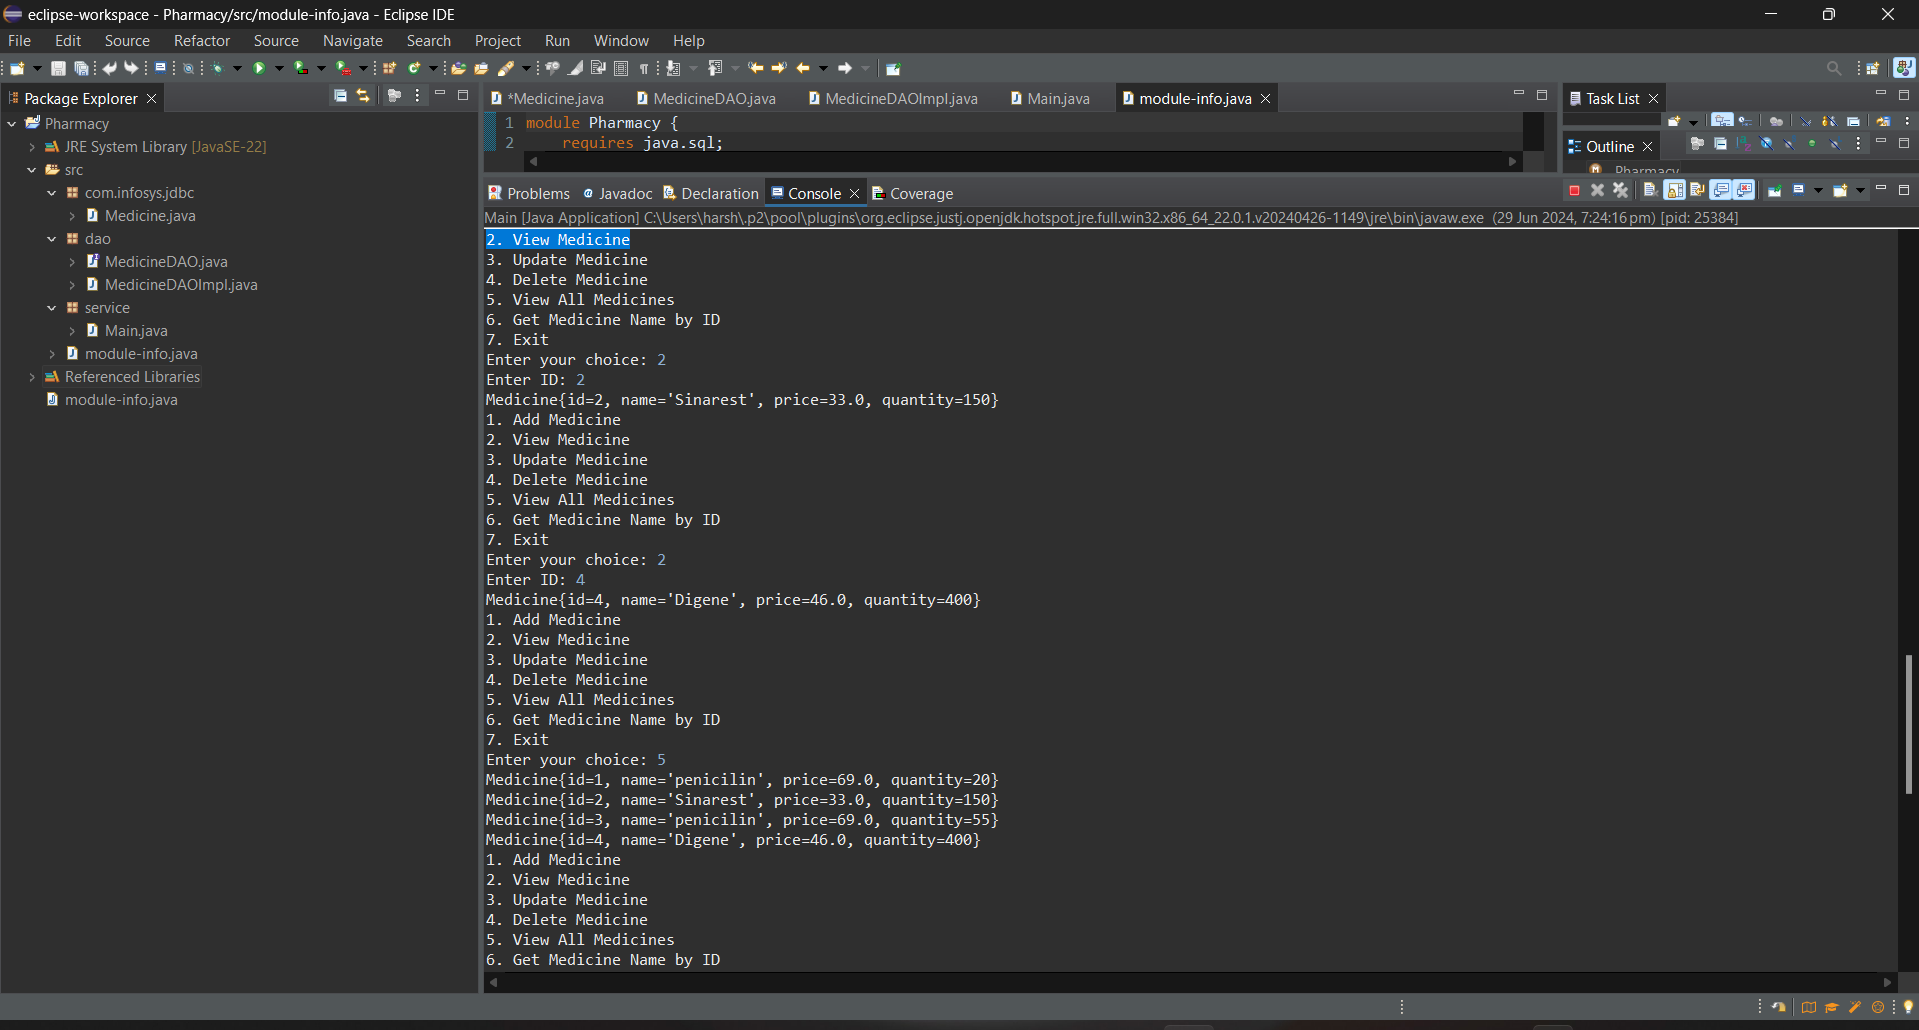 eclipse-workspace - Pharmacy/src/module-info.java - Eclipse IDE
File Edit Source Refactor Source Navigate Search Project Run Window Help
Package Explorer
Pharmacy
JRE System Library [JavaSE-22]
src
com.infosys.jdbc
Medicine.java
dao
MedicineDAO.java
MedicineDAOImpl.java
service
Main.java
module-info.java
Referenced Libraries
module-info.java
*Medicine.java MedicineDAO.java MedicineDAOImpl.java Main.java module-info.java
1 module Pharmacy {
2 requires java.sql;
Task List
Outline
Pharmacy
Problems Javadoc Declaration Console Coverage
Main [Java Application] C:\Users\harsh\.p2\pool\plugins\org.eclipse.justj.openjdk.hotspot.jre.full.win32.x86_64_22.0.1.v20240426-1149\jre\bin\javaw.exe (29 Jun 2024, 7:24:16 pm) [pid: 25384]
2. View Medicine
3. Update Medicine
4. Delete Medicine
5. View All Medicines
6. Get Medicine Name by ID
7. Exit
Enter your choice: 2
Enter ID: 2
Medicine{id=2, name='Sinarest', price=33.0, quantity=150}
1. Add Medicine
2. View Medicine
3. Update Medicine
4. Delete Medicine
5. View All Medicines
6. Get Medicine Name by ID
7. Exit
Enter your choice: 2
Enter ID: 4
Medicine{id=4, name='Digene', price=46.0, quantity=400}
1. Add Medicine
2. View Medicine
3. Update Medicine
4. Delete Medicine
5. View All Medicines
6. Get Medicine Name by ID
7. Exit
Enter your choice: 5
Medicine{id=1, name='penicilin', price=69.0, quantity=20}
Medicine{id=2, name='Sinarest', price=33.0, quantity=150}
Medicine{id=3, name='penicilin', price=69.0, quantity=55}
Medicine{id=4, name='Digene', price=46.0, quantity=400}
1. Add Medicine
2. View Medicine
3. Update Medicine
4. Delete Medicine
5. View All Medicines
6. Get Medicine Name by ID